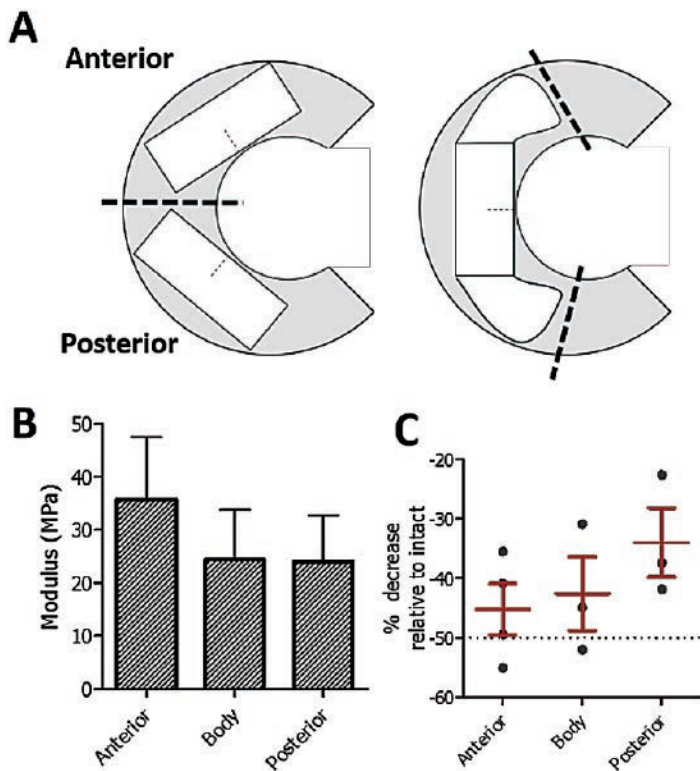 A
Anterior
Posterior
B
Modulus (MPa)
50
40
30
20
10
0
Anterior
Body
Posterior
C
% decrease
relative to intact
-20
-30
-40
-50
-60
Anterior
Body
Posterior